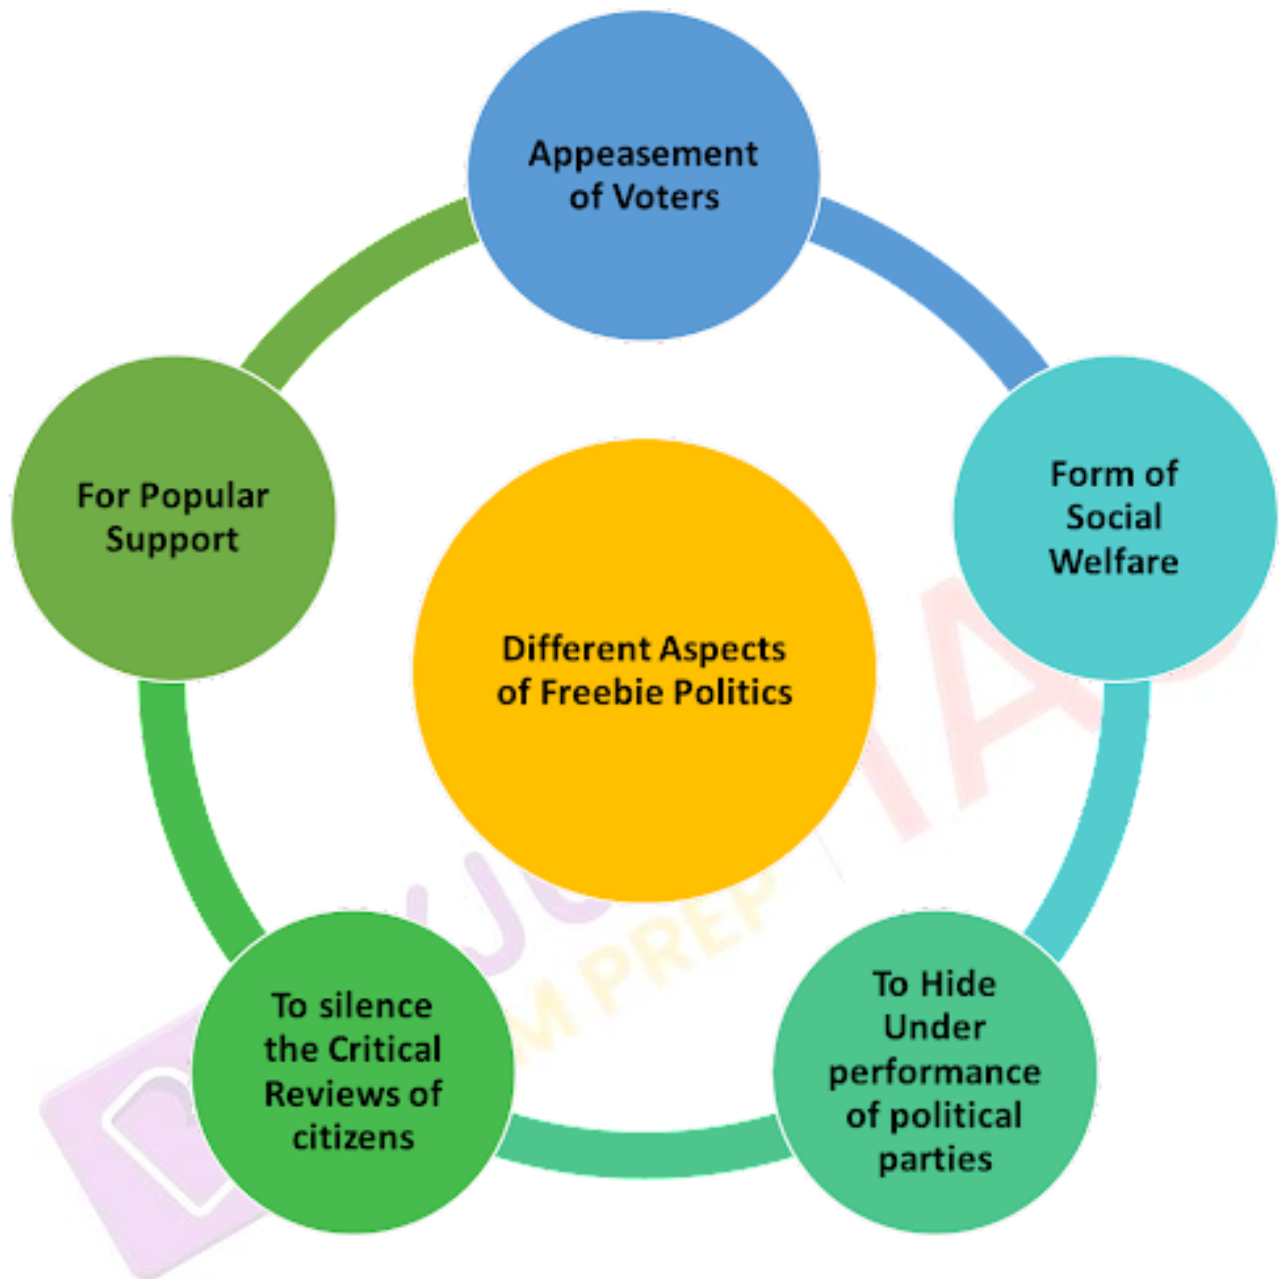 Appeasement
of Voters
Form of
Social
Welfare
To Hide
Under
performance
of political
parties
To silence
the Critical
Reviews of
citizens
For Popular
Support
Different Aspects
of Freebie Politics
PREP